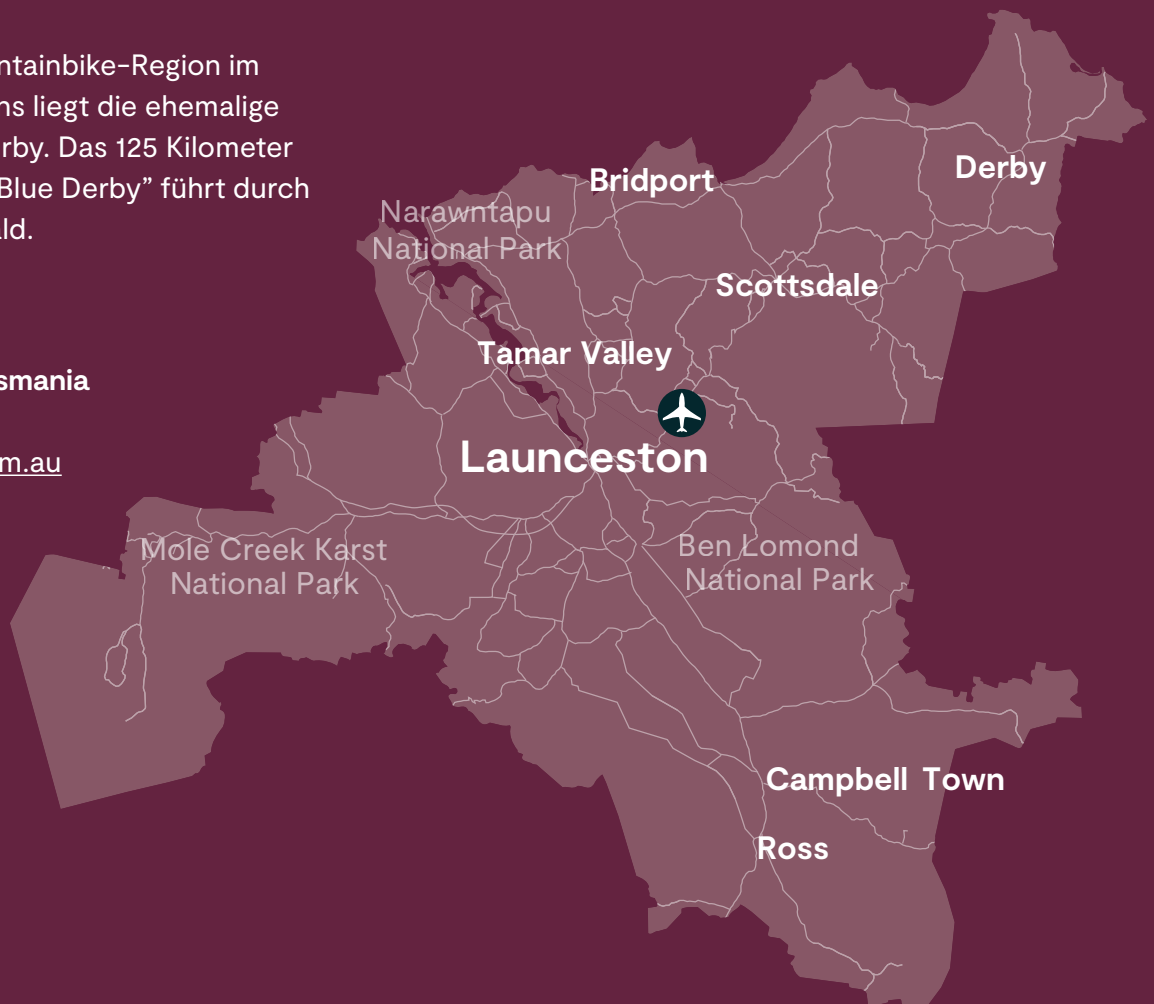 ntainbike-Region im
ns liegt die ehemalige
rby. Das 125 Kilometer
Blue Derby” führt durch
ld.
smania
m.au
Bridport
Derby
Narawntapu
National Park
Scottsdale
Tamar Valley
Launceston
Mole Creek Karst
National Park
Ben Lomond
National Park
Campbell Town
Ross